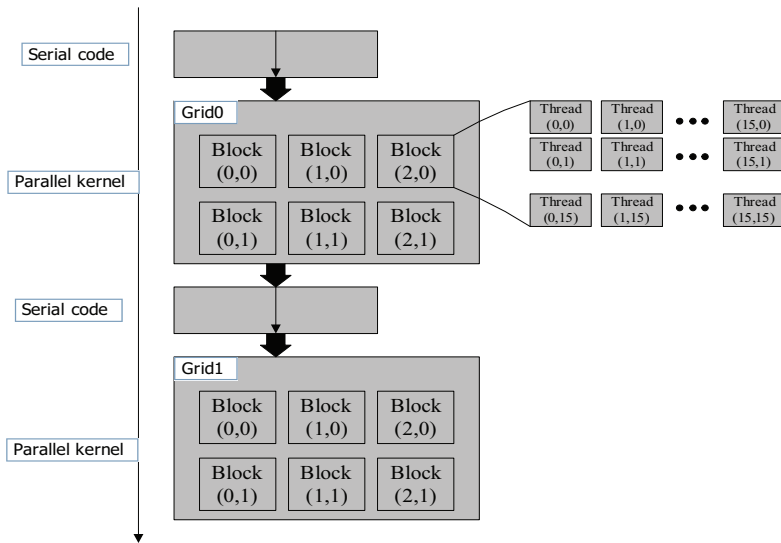 Serial code
Grid0
Parallel kernel
Block
(0,0)
Block
(1,0)
Block
(2,0)
Block
(0,1)
Block
(1,1)
Block
(2,1)
Thread
(0,0)
Thread
(1,0)
•••
Thread
(15,0)
Thread
(0,1)
Thread
(1,1)
•••
Thread
(15,1)
Thread
(0,15)
Thread
(1,15)
•••
Thread
(15,15)
Serial code
Grid1
Parallel kernel
Block
(0,0)
Block
(1,0)
Block
(2,0)
Block
(0,1)
Block
(1,1)
Block
(2,1)